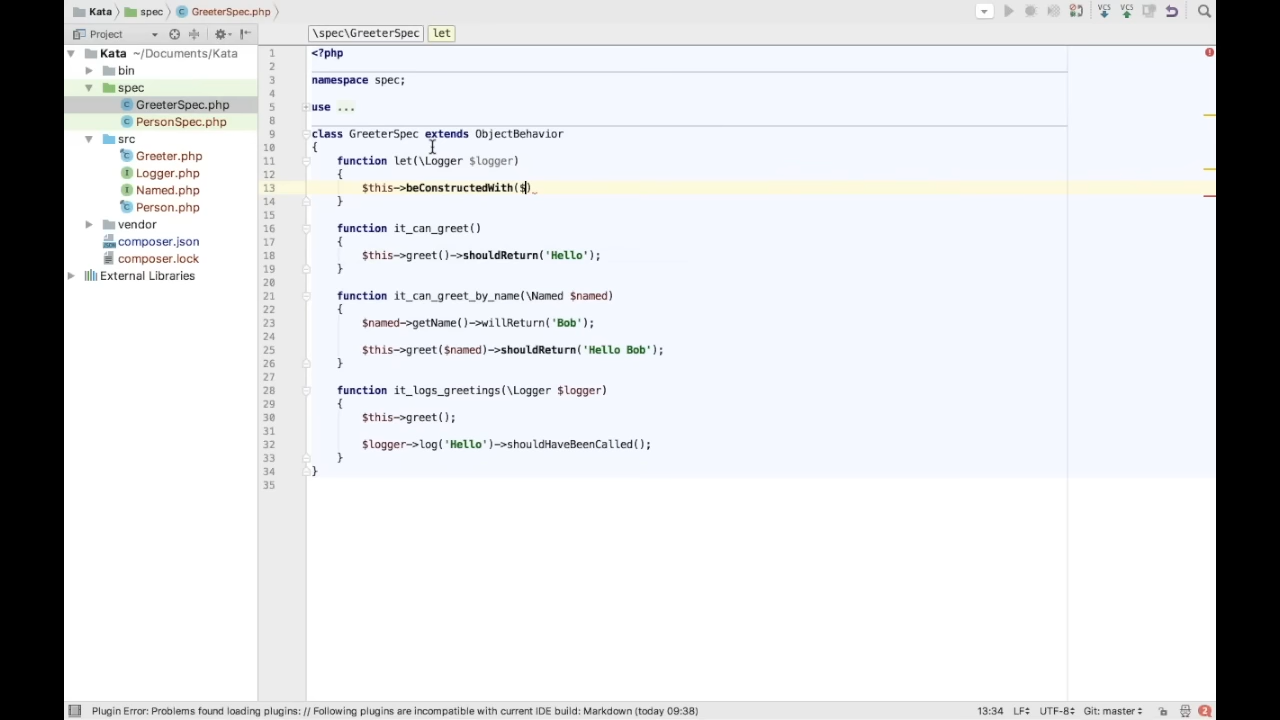 Kata spec GreeterSpec.php
Project
\spec\GreeterSpec let
Kata ~/Documents/Kata
bin
spec
GreeterSpec.php
PersonSpec.php
src
Greeter.php
Logger.php
Named.php
Person.php
vendor
composer.json
composer.lock
External Libraries
1 <?php
2
3 namespace spec;
4
5 use ...
8
9 class GreeterSpec extends ObjectBehavior
10 {
11 function let(\Logger $logger)
12 {
13 $this->beConstructedWith($)
14 }
15
16 function it_can_greet()
17 {
18 $this->greet()->shouldReturn('Hello');
19 }
20
21 function it_can_greet_by_name(\Named $named)
22 {
23 $named->getName()->willReturn('Bob');
24
25 $this->greet($named)->shouldReturn('Hello Bob');
26 }
27
28 function it_logs_greetings(\Logger $logger)
29 {
30 $this->greet();
31
32 $logger->log('Hello')->shouldHaveBeenCalled();
33 }
34 }
35
VCS VCS
Plugin Error: Problems found loading plugins: // Following plugins are incompatible with current IDE build: Markdown (today 09:38) 13:34 LF UTF-8 Git: master 2